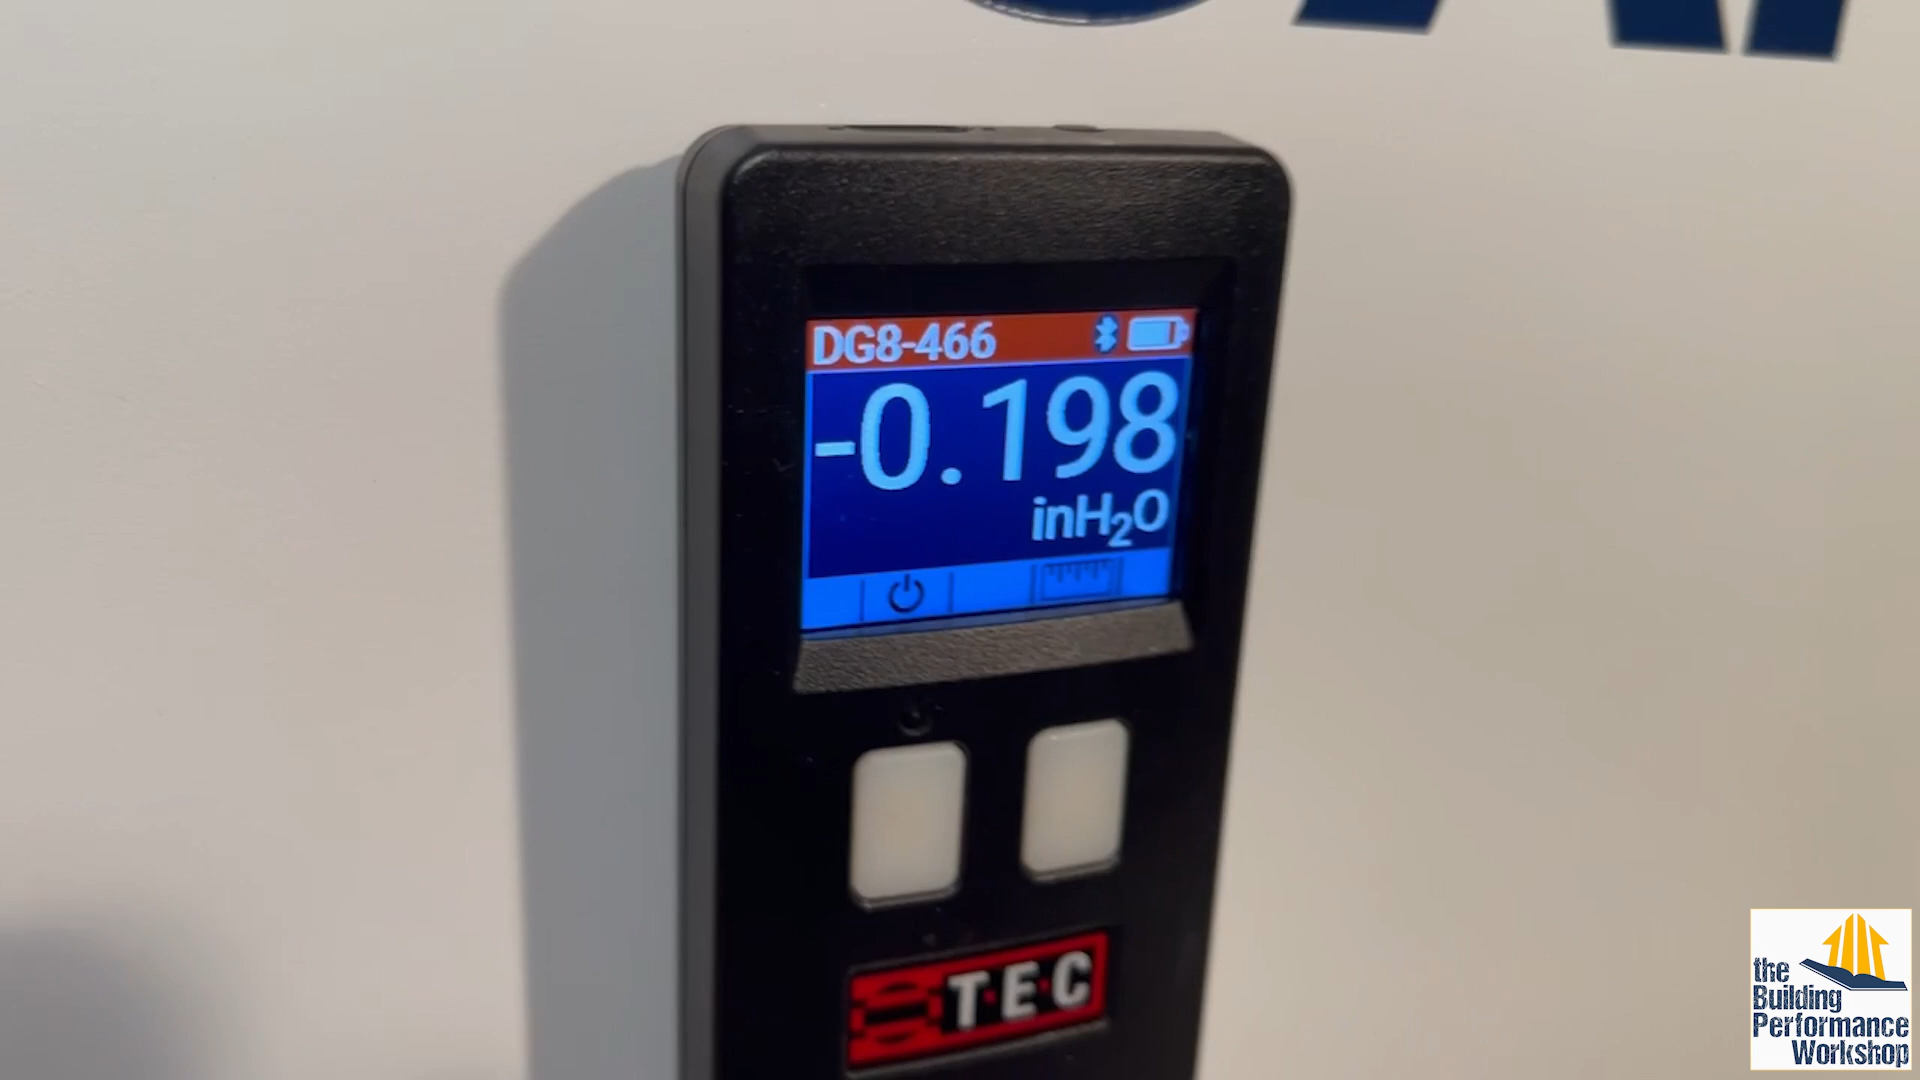 DG8-466
-0.198
inH₂O
T·E·C
the
Building
Performance
Workshop